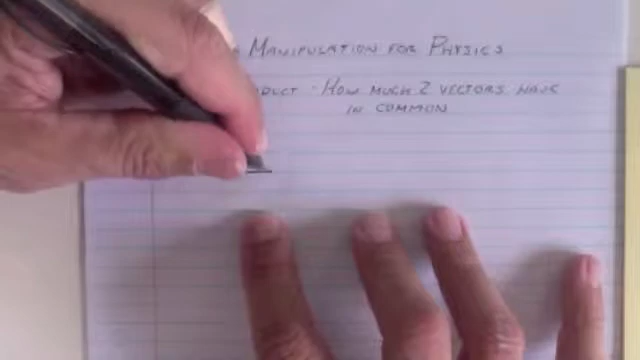 MANIPULATION FOR PHYSICS
HOW MUCH 2 VECTORS HAVE
IN COMMON